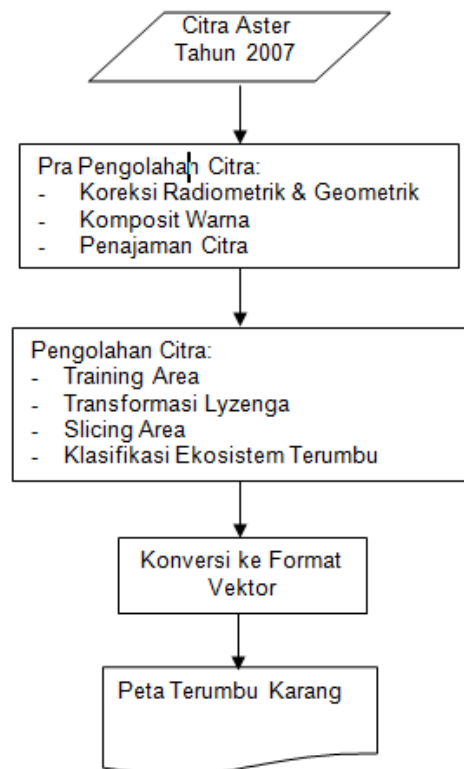 Citra Aster
Tahun 2007
Pra Pengolahan Citra:
- Koreksi Radiometrik & Geometrik
- Komposit Warna
- Penajaman Citra
Pengolahan Citra:
- Training Area
- Transformasi Lyzenga
- Slicing Area
- Klasifikasi Ekosistem Terumbu
Konversi ke Format
Vektor
Peta Terumbu Karang